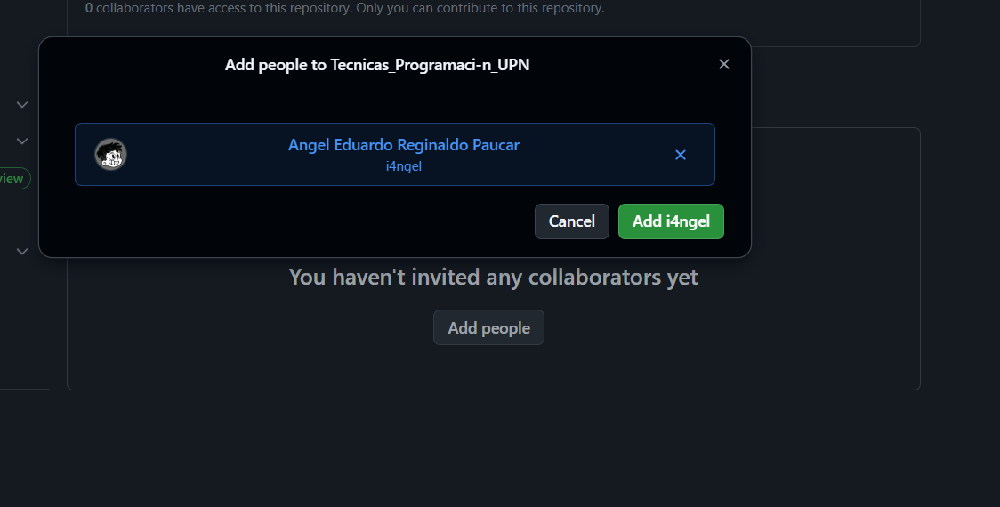 0 collaborators have access to this repository. Only you can contribute to this repository.
Add people to Tecnicas_Programaci-n_UPN
Angel Eduardo Reginaldo Paucar
i4ngel
view
Cancel
Add i4ngel
You haven't invited any collaborators yet
Add people